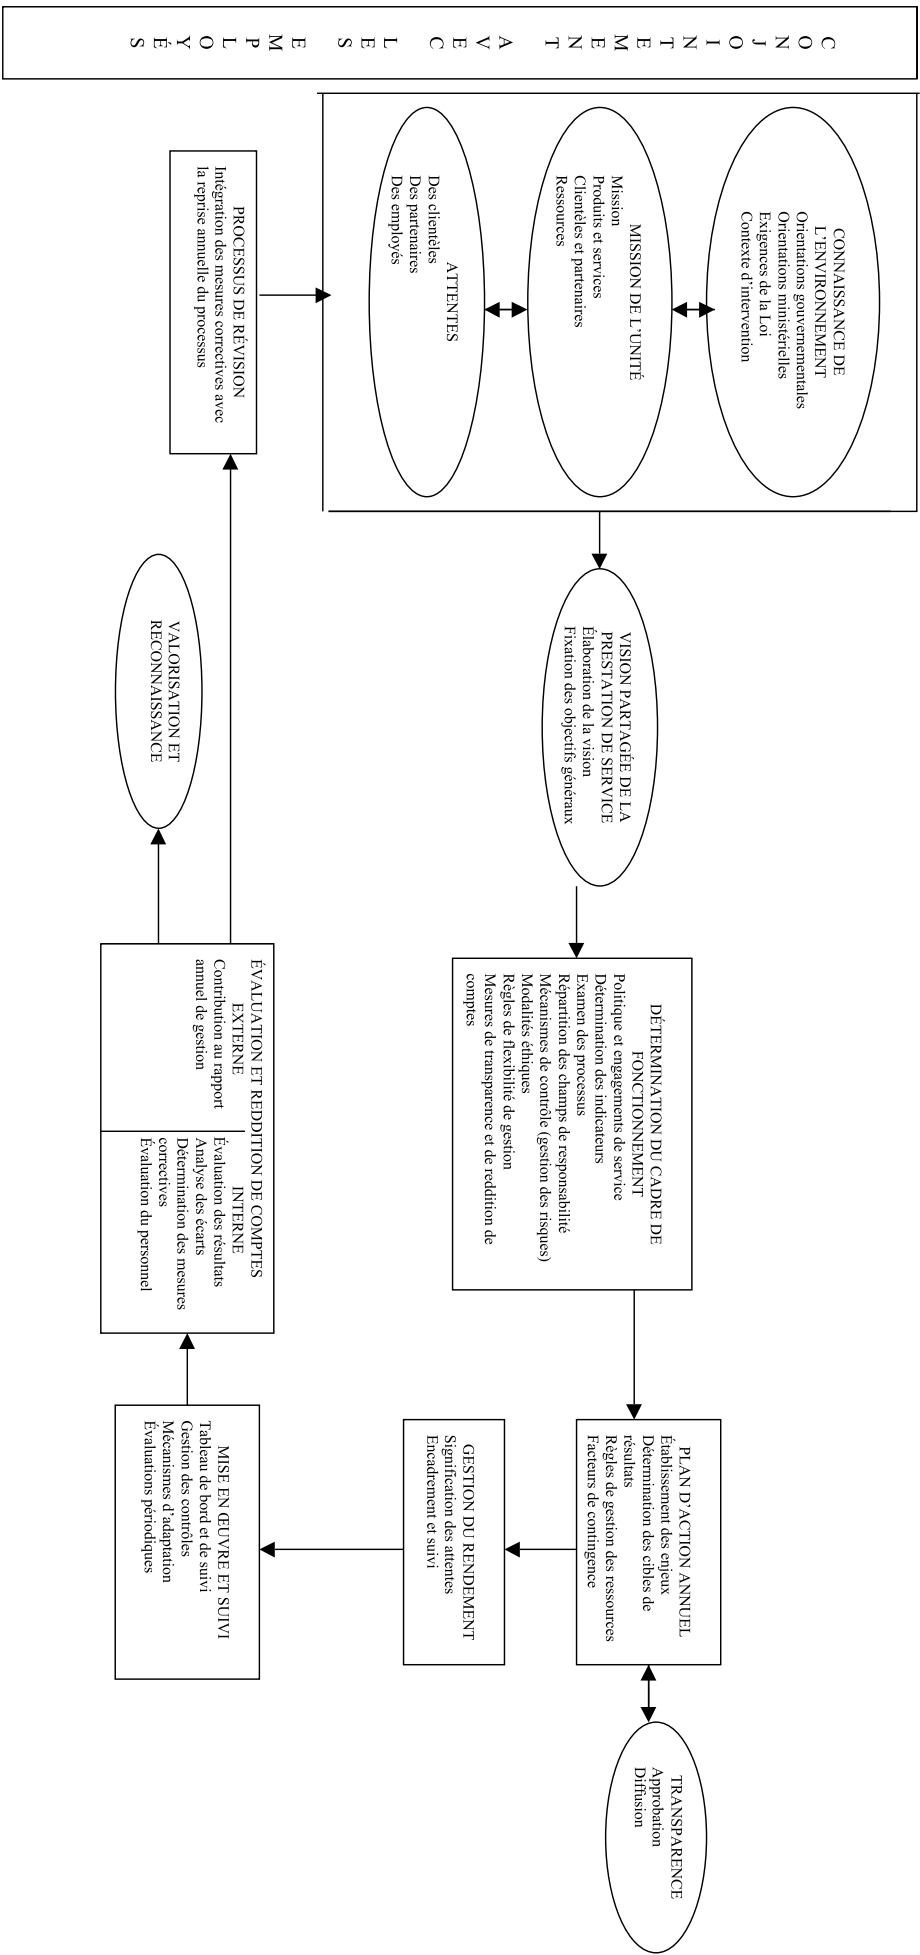 CONJOINTEMENT AVEC LES EMPLOYÉS
CONNAISSANCE DE
L'ENVIRONNEMENT
Orientations gouvernementales
Orientations ministérielles
Exigences de la Loi
Contexte d'intervention
MISSION DE L'UNITÉ
Mission
Produits et services
Clientèles et partenaires
Ressources
ATTENTES
Des clientèles
Des partenaires
Des employés
VISION PARTAGÉE DE LA
PRESTATION DE SERVICE
Élaboration de la vision
Fixation des objectifs généraux
DÉTERMINATION DU CADRE DE
FONCTIONNEMENT
Politique et engagements de service
Détermination des indicateurs
Examen des processus
Répartition des champs de responsabilité
Mécanismes de contrôle (gestion des risques)
Modalités éthiques
Règles de flexibilité de gestion
Mesures de transparence et de reddition de
comptes
PLAN D'ACTION ANNUEL
Établissement des enjeux
Détermination des cibles de
résultats
Règles de gestion des ressources
Facteurs de contingence
TRANSPARENCE
Approbation
Diffusion
GESTION DU RENDEMENT
Signification des attentes
Encadrement et suivi
MISE EN ŒUVRE ET SUIVI
Tableau de bord et de suivi
Gestion des contrôles
Mécanismes d'adaptation
Évaluations périodiques
ÉVALUATION ET REDDITION DE COMPTES
EXTERNE
Contribution au rapport
annuel de gestion
INTERNE
Évaluation des résultats
Analyse des écarts
Détermination des mesures
correctives
Évaluation du personnel
VALORISATION ET
RECONNAISSANCE
PROCESSUS DE RÉVISION
Intégration des mesures correctives avec
la reprise annuelle du processus